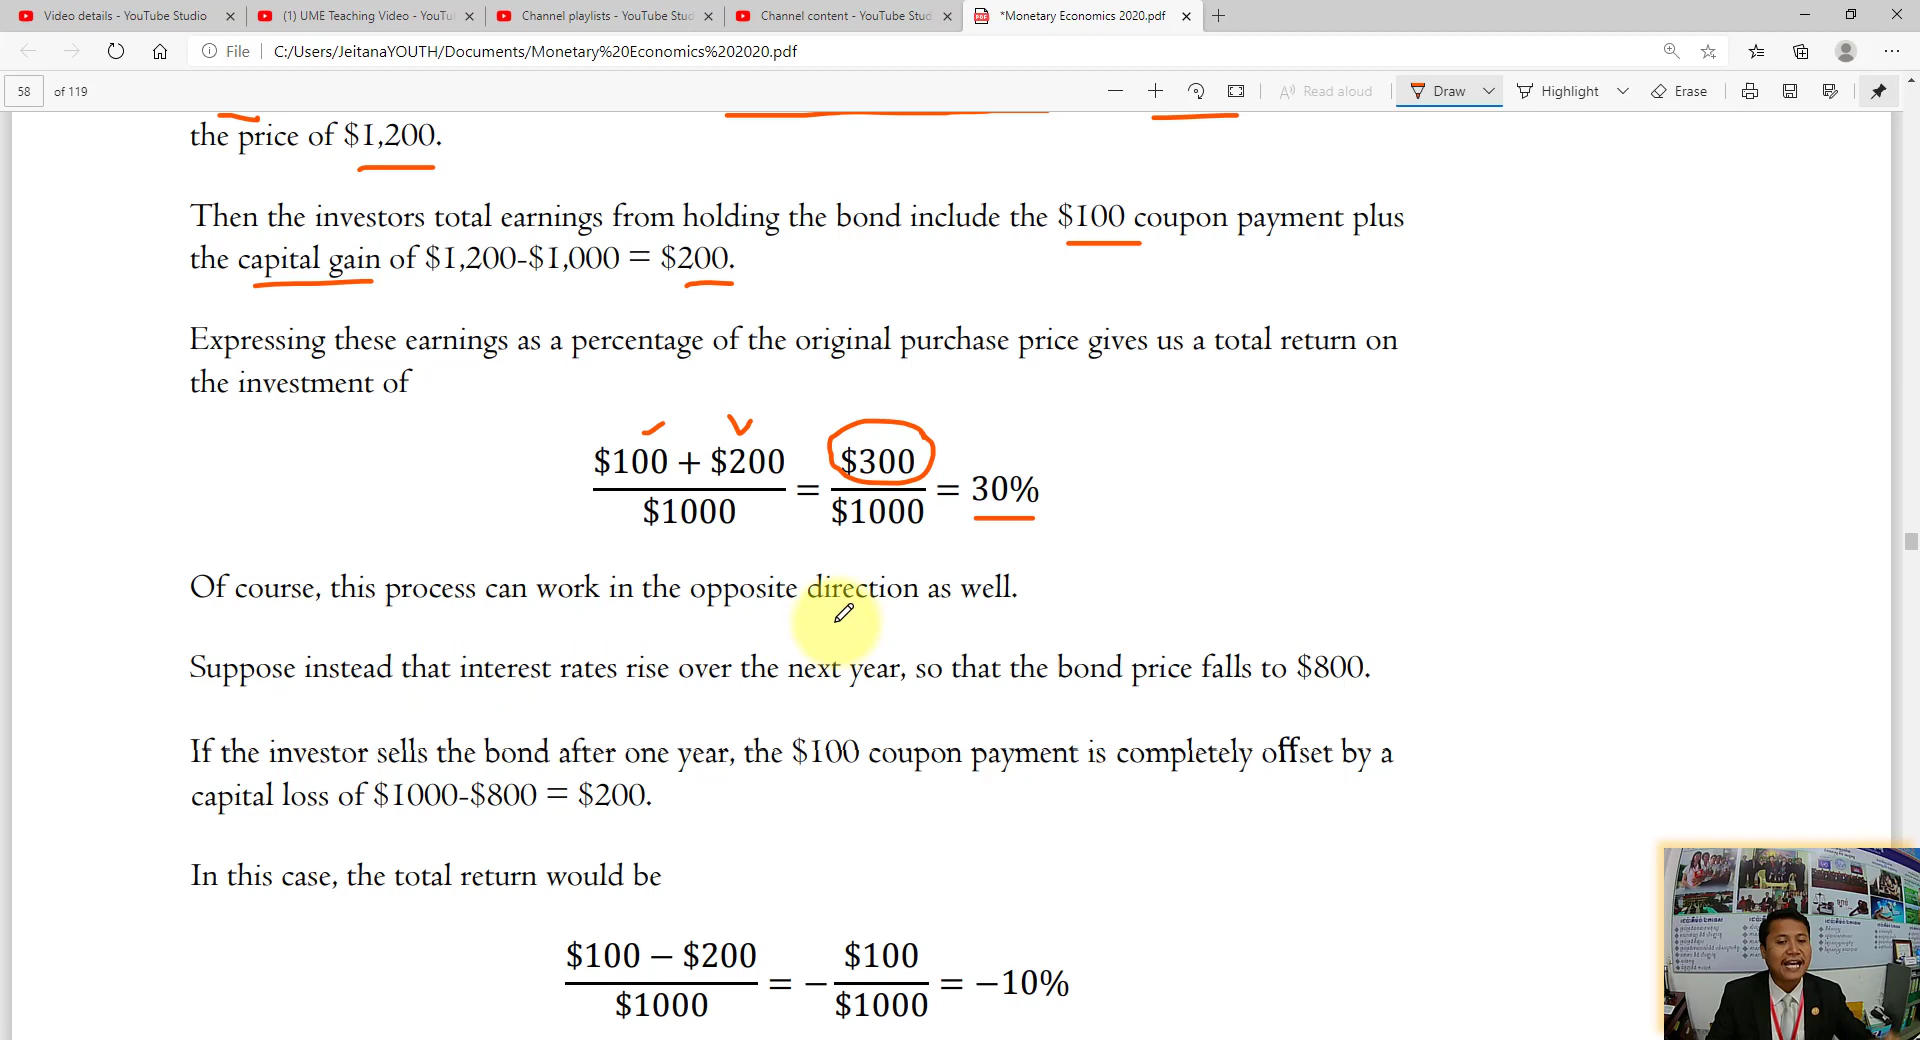 Video details - YouTube Studio
(1) UME Teaching Video - YouTu
Channel playlists - YouTube Stud
Channel content - YouTube Stud
*Monetary Economics 2020.pdf
File
C:/Users/JeitanaYOUTH/Documents/Monetary%20Economics%202020.pdf
58 of 119
Read aloud
Draw
Highlight
Erase
the price of $1,200.
Then the investors total earnings from holding the bond include the $100 coupon payment plus
the capital gain of $1,200-$1,000 = $200.
Expressing these earnings as a percentage of the original purchase price gives us a total return on
the investment of
$100 + $200 / $1000 = $300 / $1000 = 30%
Of course, this process can work in the opposite direction as well.
Suppose instead that interest rates rise over the next year, so that the bond price falls to $800.
If the investor sells the bond after one year, the $100 coupon payment is completely offset by a
capital loss of $1000-$800 = $200.
In this case, the total return would be
$100 − $200 / $1000 = − $100 / $1000 = −10%